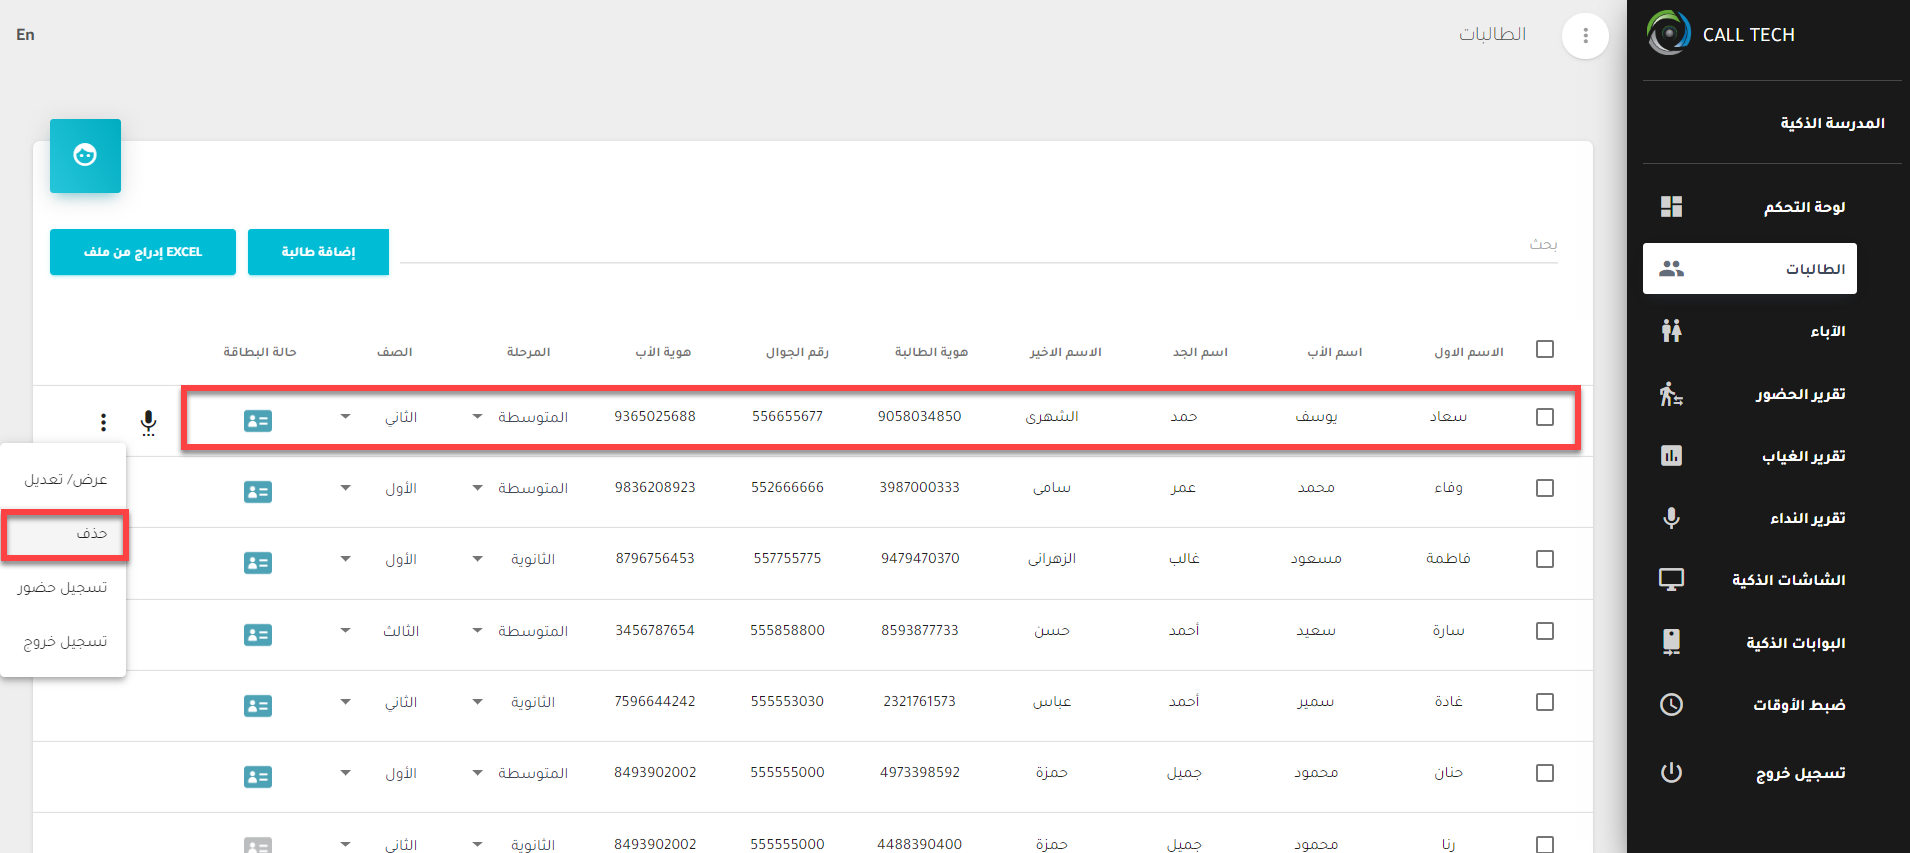 CALL TECH
المدرسة الذكية
لوحة التحكم
الطالبات
الآباء
تقرير الحضور
تقرير الغياب
تقرير النداء
الشاشات الذكية
البوابات الذكية
ضبط الأوقات
تسجيل خروج
الطالبات
En
بحث
إضافة طالبة
إدراج من ملف EXCEL
الاسم الاول اسم الأب اسم الجد الاسم الاخير هوية الطالبة رقم الجوال هوية الأب المرحلة الصف حالة البطاقة
سعاد يوسف حمد الشهرى 9058034850 556655677 9365025688 المتوسطة الثاني
وفاء محمد عمر سامى 3987000333 552666666 9836208923 المتوسطة الأول
فاطمة مسعود غالب الزهرانى 9479470370 557755775 8796756453 الثانوية الأول
سارة سعيد أحمد حسن 8593877733 555858800 3456787654 المتوسطة الثالث
غادة سمير أحمد عباس 2321761573 555553030 7596644242 الثانوية الثاني
حنان محمود جميل حمزة 4973398592 555555000 8493902002 المتوسطة الأول
رنا محمود جميل حمزة 4488390400 555555000 8493902002 الثانوية الثاني
عرض/ تعديل
حذف
تسجيل حضور
تسجيل خروج